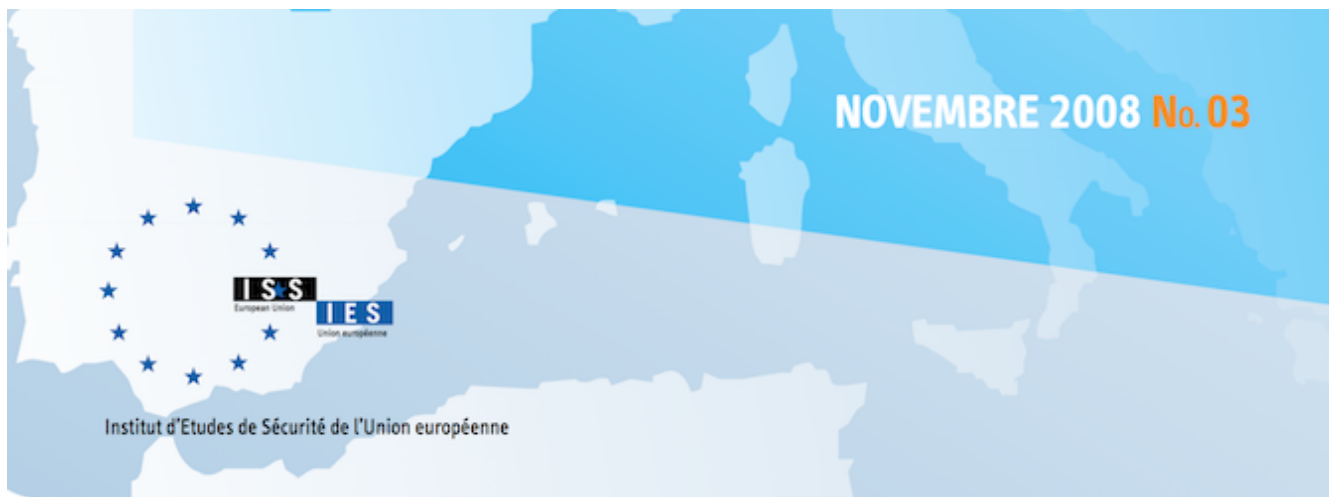 NOVEMBRE 2008 No. 03
ISS
European Union
IES
Union européenne
Institut d'Etudes de Sécurité de l'Union européenne